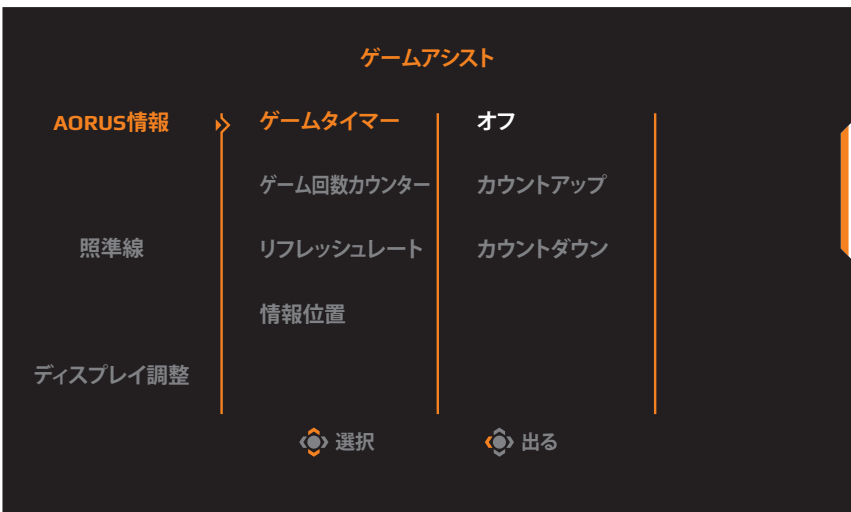 ゲームアシスト
AORUS情報 ゲームタイマー オフ
ゲーム回数カウンター カウントアップ
照準線 リフレッシュレート カウントダウン
情報位置
ディスプレイ調整
選択 出る